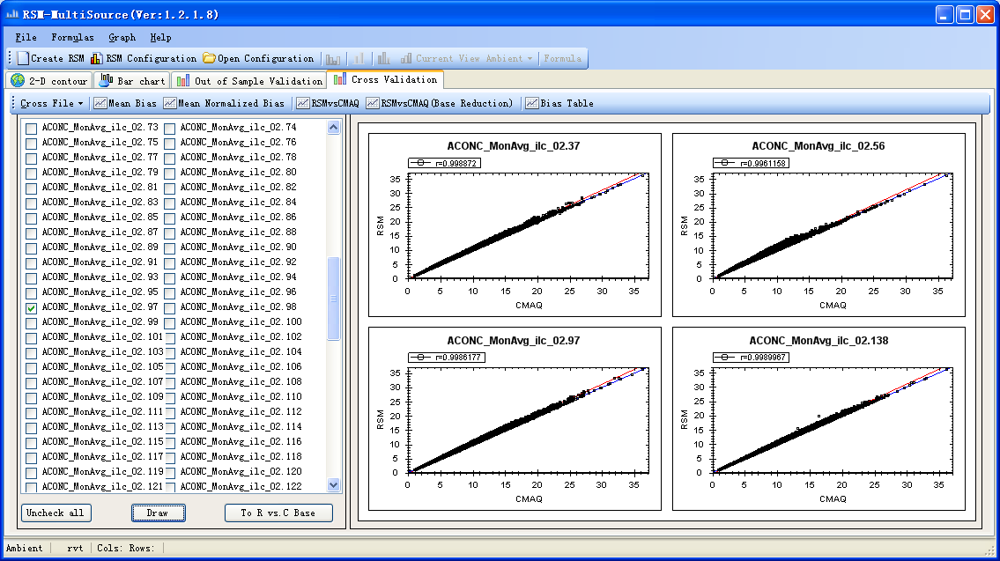 RSM-MultiSource(Ver:1.2.1.8)
File Formulas Graph Help
Create RSM RSM Configuration Open Configuration Current View Ambient Formula
2-D contour Bar chart Out of Sample Validation Cross Validation
Cross File Mean Bias Mean Normalized Bias RSMvsCMAQ RSMvsCMAQ(Base Reduction) Bias Table
ACONC_MonAvg_ilc_02.73 ACONC_MonAvg_ilc_02.74
ACONC_MonAvg_ilc_02.75 ACONC_MonAvg_ilc_02.76
ACONC_MonAvg_ilc_02.77 ACONC_MonAvg_ilc_02.78
ACONC_MonAvg_ilc_02.79 ACONC_MonAvg_ilc_02.80
ACONC_MonAvg_ilc_02.81 ACONC_MonAvg_ilc_02.82
ACONC_MonAvg_ilc_02.83 ACONC_MonAvg_ilc_02.84
ACONC_MonAvg_ilc_02.85 ACONC_MonAvg_ilc_02.86
ACONC_MonAvg_ilc_02.87 ACONC_MonAvg_ilc_02.88
ACONC_MonAvg_ilc_02.89 ACONC_MonAvg_ilc_02.90
ACONC_MonAvg_ilc_02.91 ACONC_MonAvg_ilc_02.92
ACONC_MonAvg_ilc_02.93 ACONC_MonAvg_ilc_02.94
ACONC_MonAvg_ilc_02.95 ACONC_MonAvg_ilc_02.96
ACONC_MonAvg_ilc_02.97 ACONC_MonAvg_ilc_02.98
ACONC_MonAvg_ilc_02.99 ACONC_MonAvg_ilc_02.100
ACONC_MonAvg_ilc_02.101 ACONC_MonAvg_ilc_02.102
ACONC_MonAvg_ilc_02.103 ACONC_MonAvg_ilc_02.104
ACONC_MonAvg_ilc_02.105 ACONC_MonAvg_ilc_02.106
ACONC_MonAvg_ilc_02.107 ACONC_MonAvg_ilc_02.108
ACONC_MonAvg_ilc_02.109 ACONC_MonAvg_ilc_02.110
ACONC_MonAvg_ilc_02.111 ACONC_MonAvg_ilc_02.112
ACONC_MonAvg_ilc_02.113 ACONC_MonAvg_ilc_02.114
ACONC_MonAvg_ilc_02.115 ACONC_MonAvg_ilc_02.116
ACONC_MonAvg_ilc_02.117 ACONC_MonAvg_ilc_02.118
ACONC_MonAvg_ilc_02.119 ACONC_MonAvg_ilc_02.120
ACONC_MonAvg_ilc_02.121 ACONC_MonAvg_ilc_02.122
Uncheck all Draw To R vs.C Base
ACONC_MonAvg_ilc_02.37
r=0.998872
35
30
25
20
15
10
5
0
RSM
0 5 10 15 20 25 30 35
CMAQ
ACONC_MonAvg_ilc_02.56
r=0.9961158
35
30
25
20
15
10
5
0
RSM
0 5 10 15 20 25 30 35
CMAQ
ACONC_MonAvg_ilc_02.97
r=0.9986177
35
30
25
20
15
10
5
0
RSM
0 5 10 15 20 25 30 35
CMAQ
ACONC_MonAvg_ilc_02.138
r=0.9989967
35
30
25
20
15
10
5
0
RSM
0 5 10 15 20 25 30 35
CMAQ
Ambient rvt Cols: Rows: